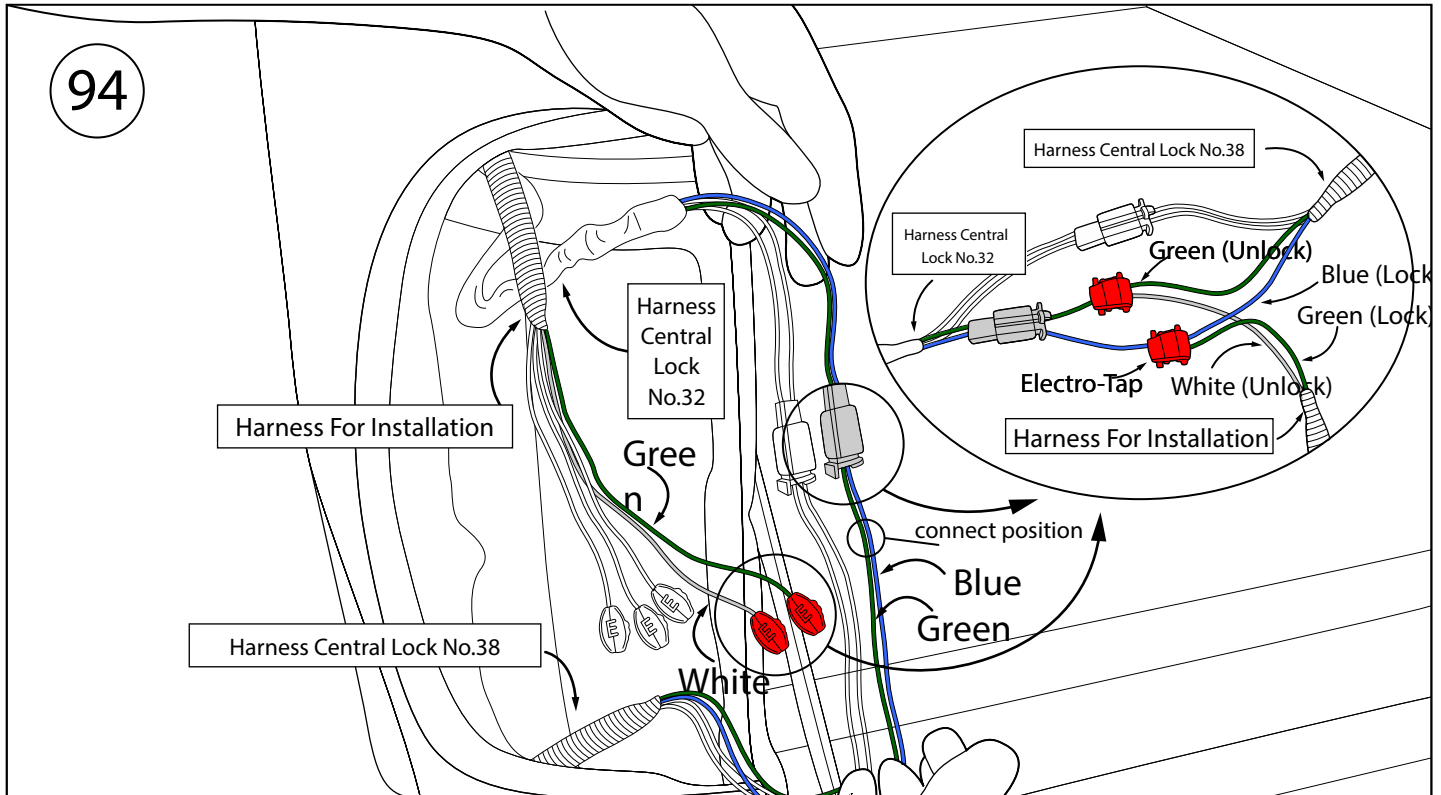 94
Harness Central Lock No.38
Harness Central
Lock No.32
Green (Unlock)
Blue (Lock
Green (Lock)
Electro-Tap
White (Unlock)
Harness For Installation
Harness
Central
Lock
No.32
Harness For Installation
Gree
n
connect position
Blue
Green
Harness Central Lock No.38
White